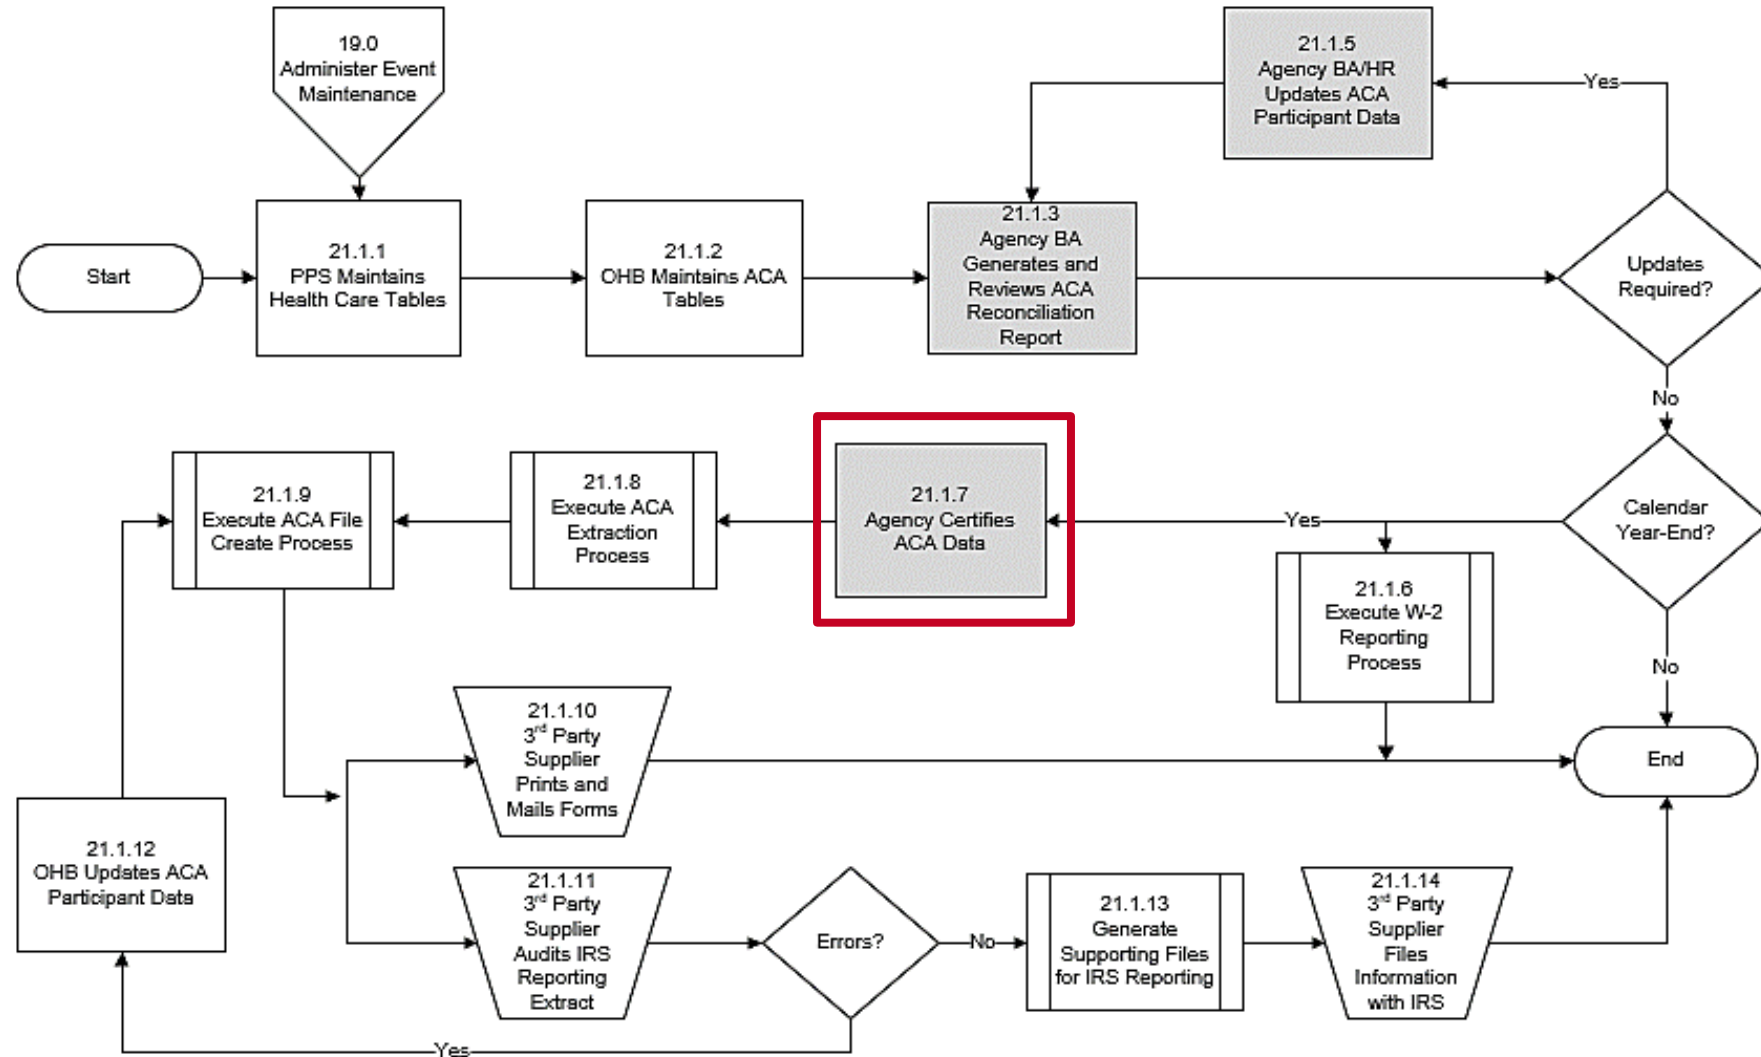 19.0
Administer Event
Maintenance
21.1.5
Agency BA/HR
Updates ACA
Participant Data
Yes
Start
21.1.1
PPS Maintains
Health Care Tables
21.1.2
OHB Maintains ACA
Tables
21.1.3
Agency BA
Generates and
Reviews ACA
Reconciliation
Report
Updates
Required?
No
21.1.9
Execute ACA File
Create Process
21.1.8
Execute ACA
Extraction
Process
21.1.7
Agency Certifies
ACA Data
Yes
Calendar
Year-End?
21.1.6
Execute W-2
Reporting
Process
No
21.1.10
3rd Party
Supplier
Prints and
Mails Forms
End
21.1.12
OHB Updates ACA
Participant Data
21.1.11
3rd Party
Supplier
Audits IRS
Reporting
Extract
Errors?
No
21.1.13
Generate
Supporting Files
for IRS Reporting
21.1.14
3rd Party
Supplier
Files
Information
with IRS
Yes